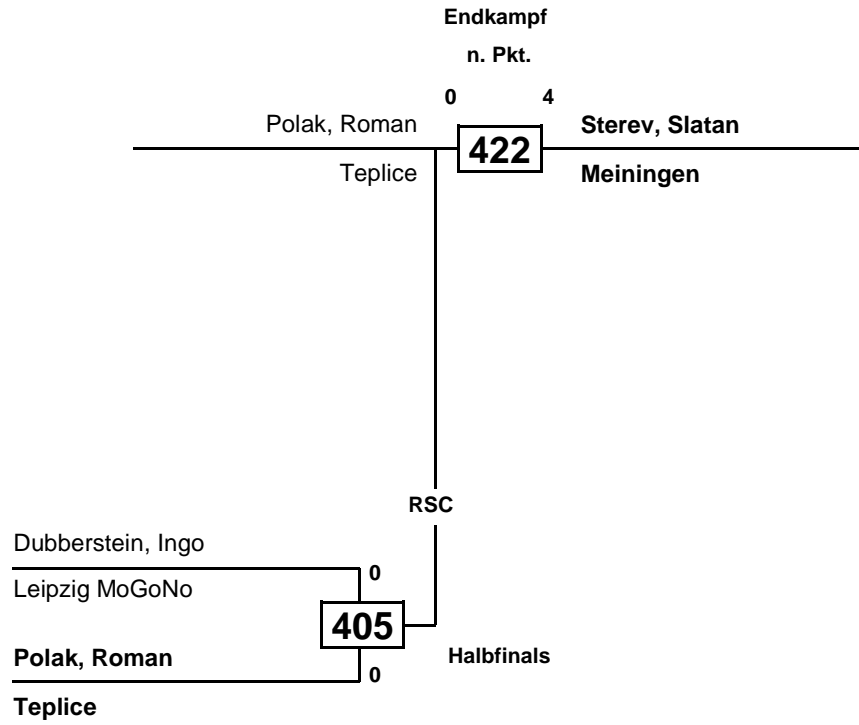 Endkampf
n. Pkt.
0 4
Polak, Roman 422 Sterev, Slatan
Teplice Meiningen
RSC
Dubberstein, Ingo
0
Leipzig MoGoNo
405
Polak, Roman Halbfinals
0
Teplice